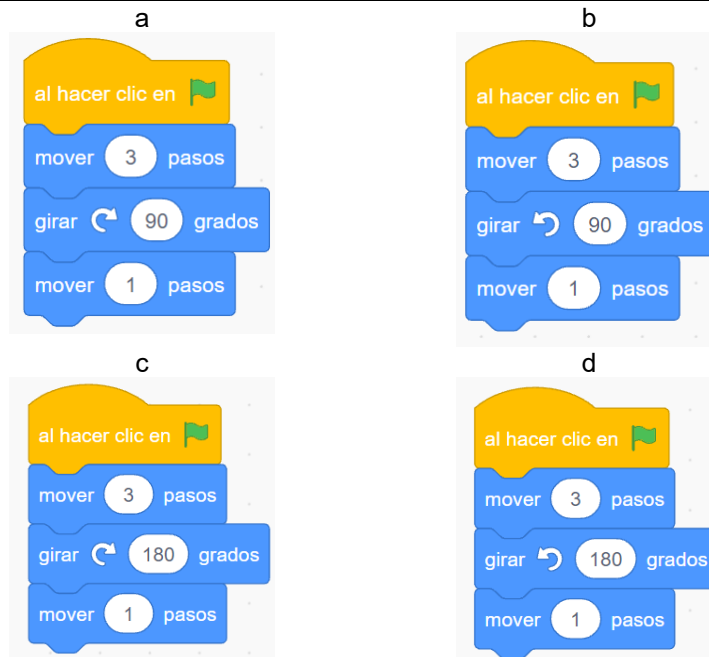 a
al hacer clic en
mover 3 pasos
girar 90 grados
mover 1 pasos
b
al hacer clic en
mover 3 pasos
girar 90 grados
mover 1 pasos
c
al hacer clic en
mover 3 pasos
girar 180 grados
mover 1 pasos
d
al hacer clic en
mover 3 pasos
girar 180 grados
mover 1 pasos